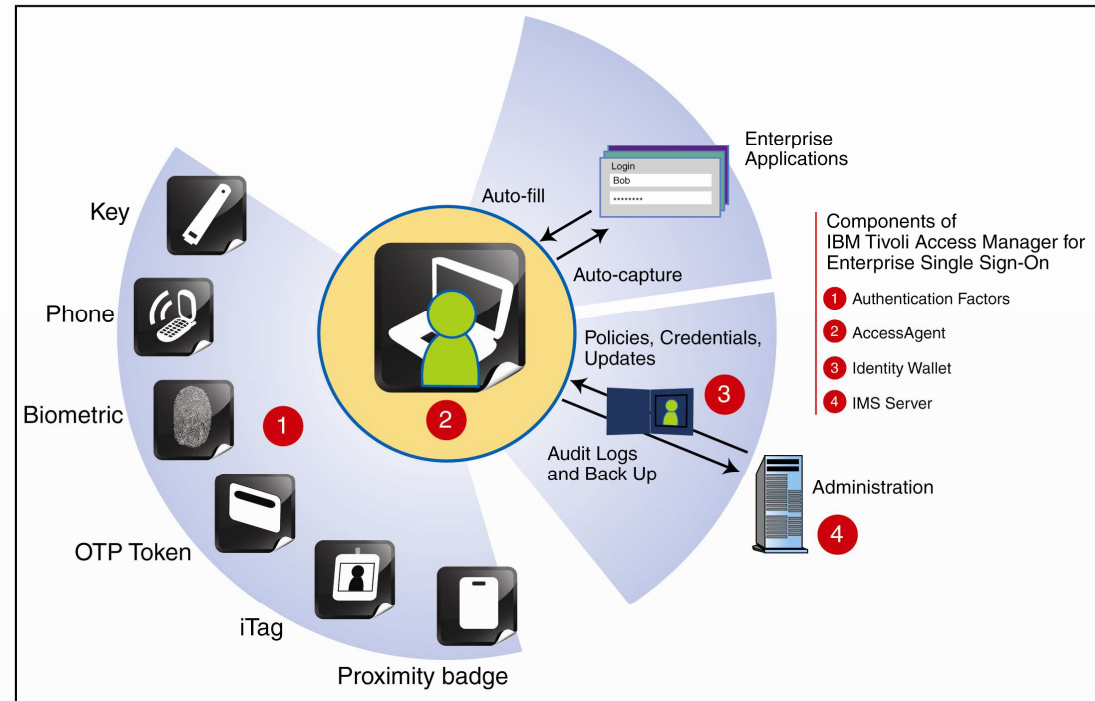 Key
Phone
Biometric
OTP Token
iTag
Proximity badge
1
2
Auto-fill
Auto-capture
Login
Bob
********
Enterprise
Applications
Policies, Credentials,
Updates
3
Audit Logs
and Back Up
Administration
4
Components of
IBM Tivoli Access Manager for
Enterprise Single Sign-On
1 Authentication Factors
2 AccessAgent
3 Identity Wallet
4 IMS Server